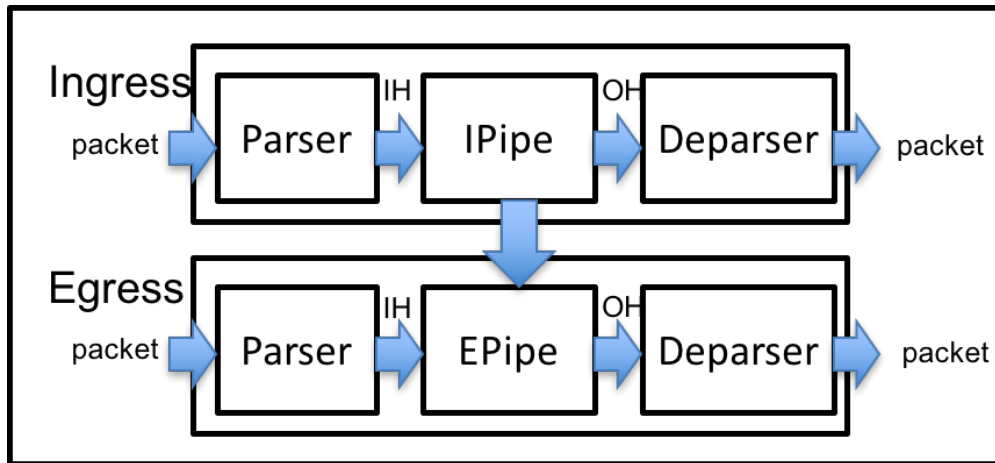 Ingress
packet
Parser
IH
IPipe
OH
Deparser
packet
Egress
packet
Parser
IH
EPipe
OH
Deparser
packet